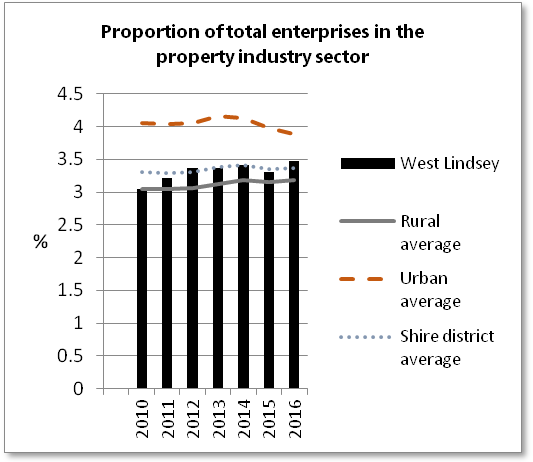 Proportion of total enterprises in the
property industry sector
4.5
4
3.5
3
2.5
2
1.5
1
0.5
0
%
2010
2011
2012
2013
2014
2015
2016
West Lindsey
Rural
average
Urban
average
Shire district
average